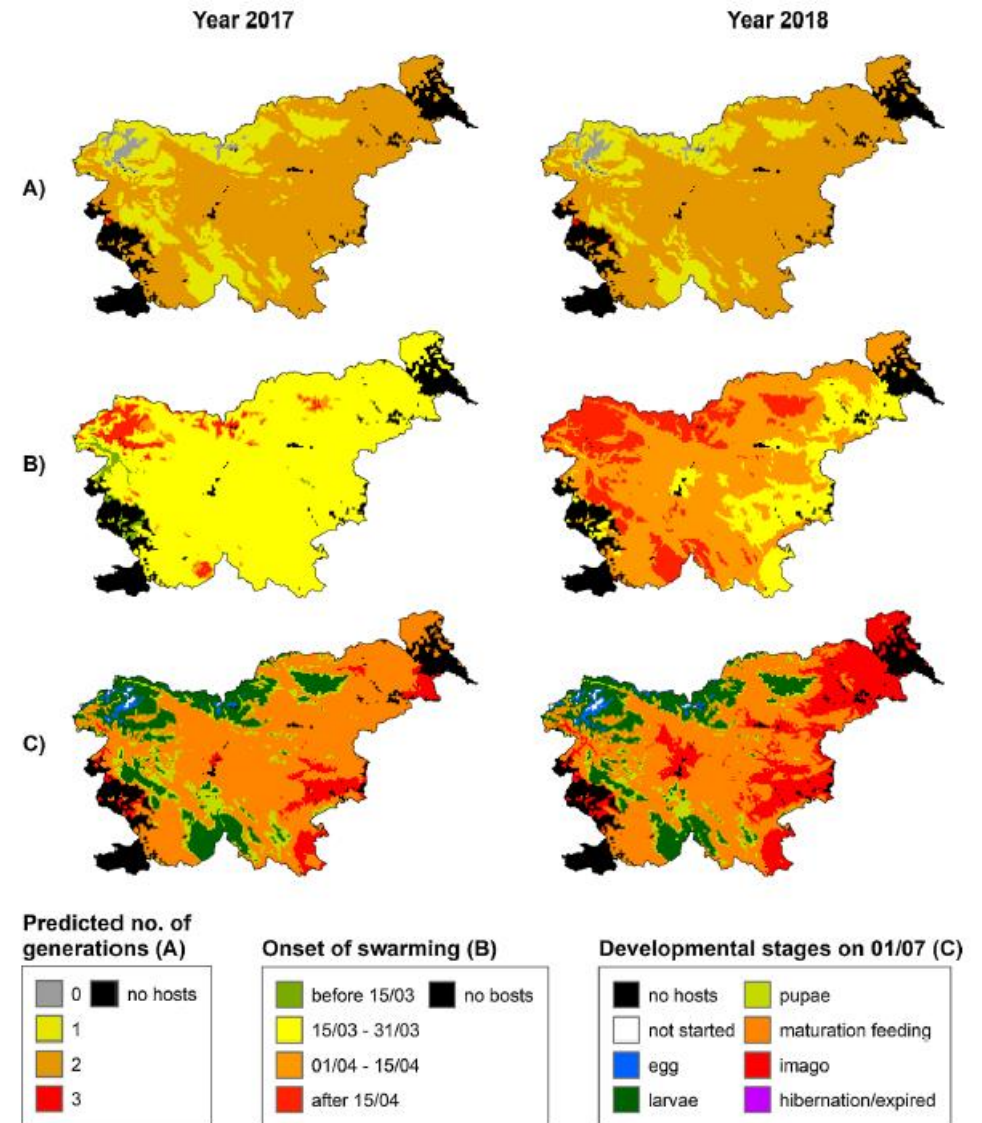 Year 2017
Year 2018
A)
B)
C)
Predicted no. of
generations (A)
0
no hosts
1
2
3
Onset of swarming (B)
before 15/03
no bosts
15/03 - 31/03
01/04 - 15/04
after 15/04
Developmental stages on 01/07 (C)
no hosts
pupae
not started
maturation feeding
egg
imago
larvae
hibernation/expired